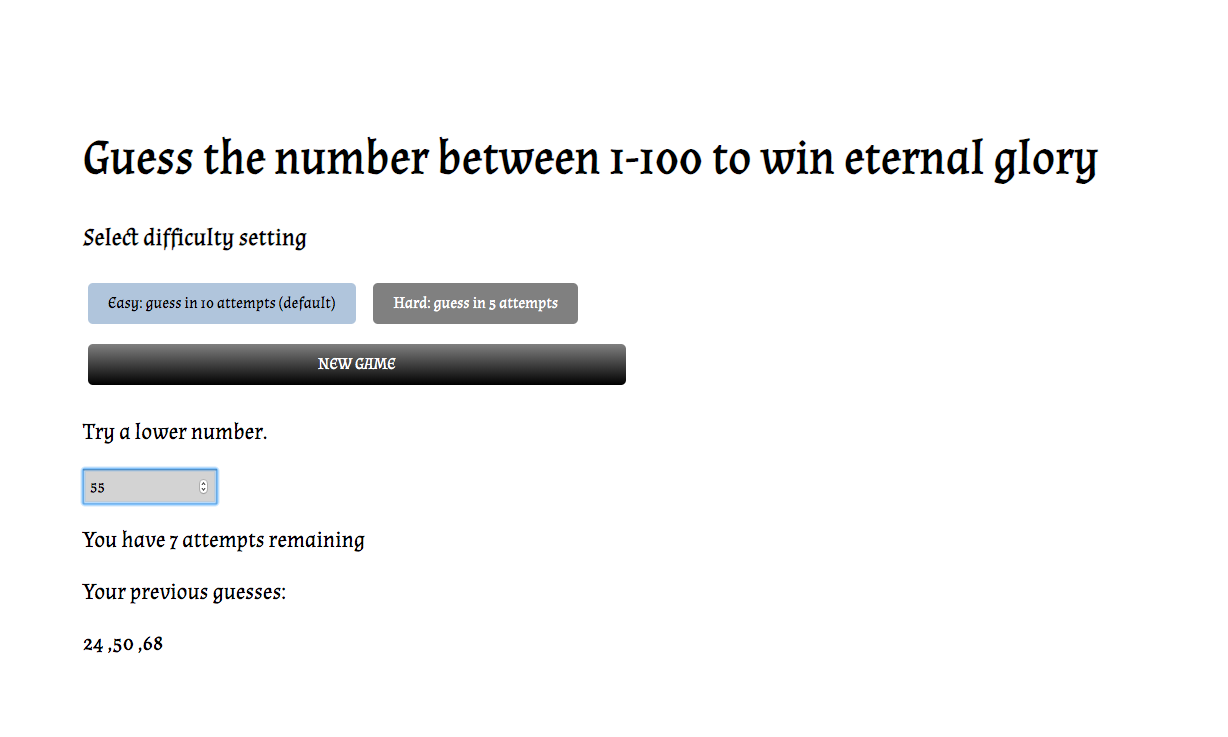 Guess the number between 1-100 to win eternal glory
Select difficulty setting
Easy: guess in 10 attempts (default) Hard: guess in 5 attempts
NEW GAME
Try a lower number.
55
You have 7 attempts remaining
Your previous guesses:
24 ,50 ,68